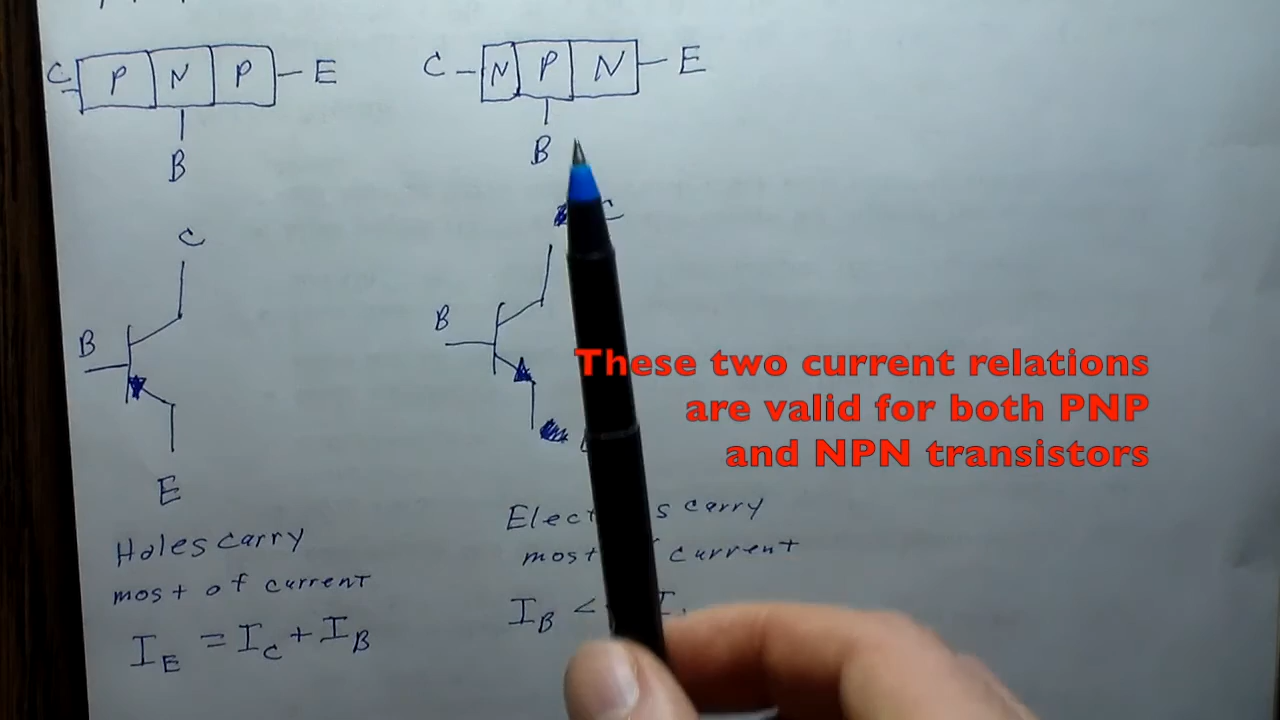 C P N P E
B
C
B
E
Holes carry
most of current
I_E = I_C + I_B
C N P N E
B
C
B
carry
most current
I_B <
These two current relations
are valid for both PNP
and NPN transistors